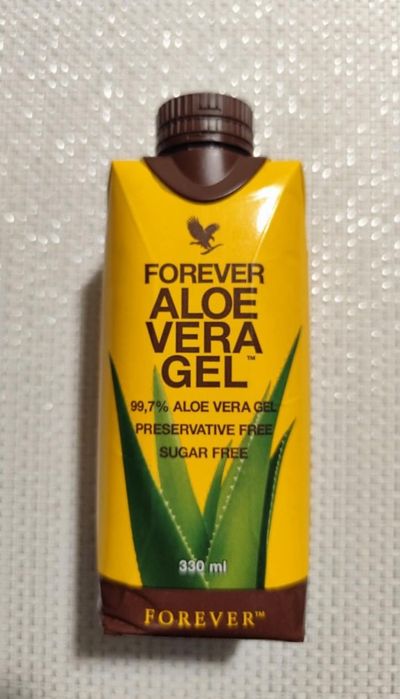 FOREVER
ALOE
VERA
GEL™
99,7% ALOE VERA GEL
PRESERVATIVE FREE
SUGAR FREE
330 ml
FOREVER™